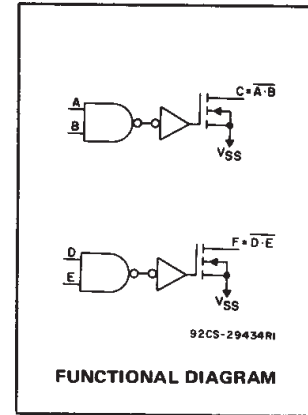 A
B
C = A·B
VSS
D
E
F = D·E
VSS
92CS-29434R1
FUNCTIONAL DIAGRAM